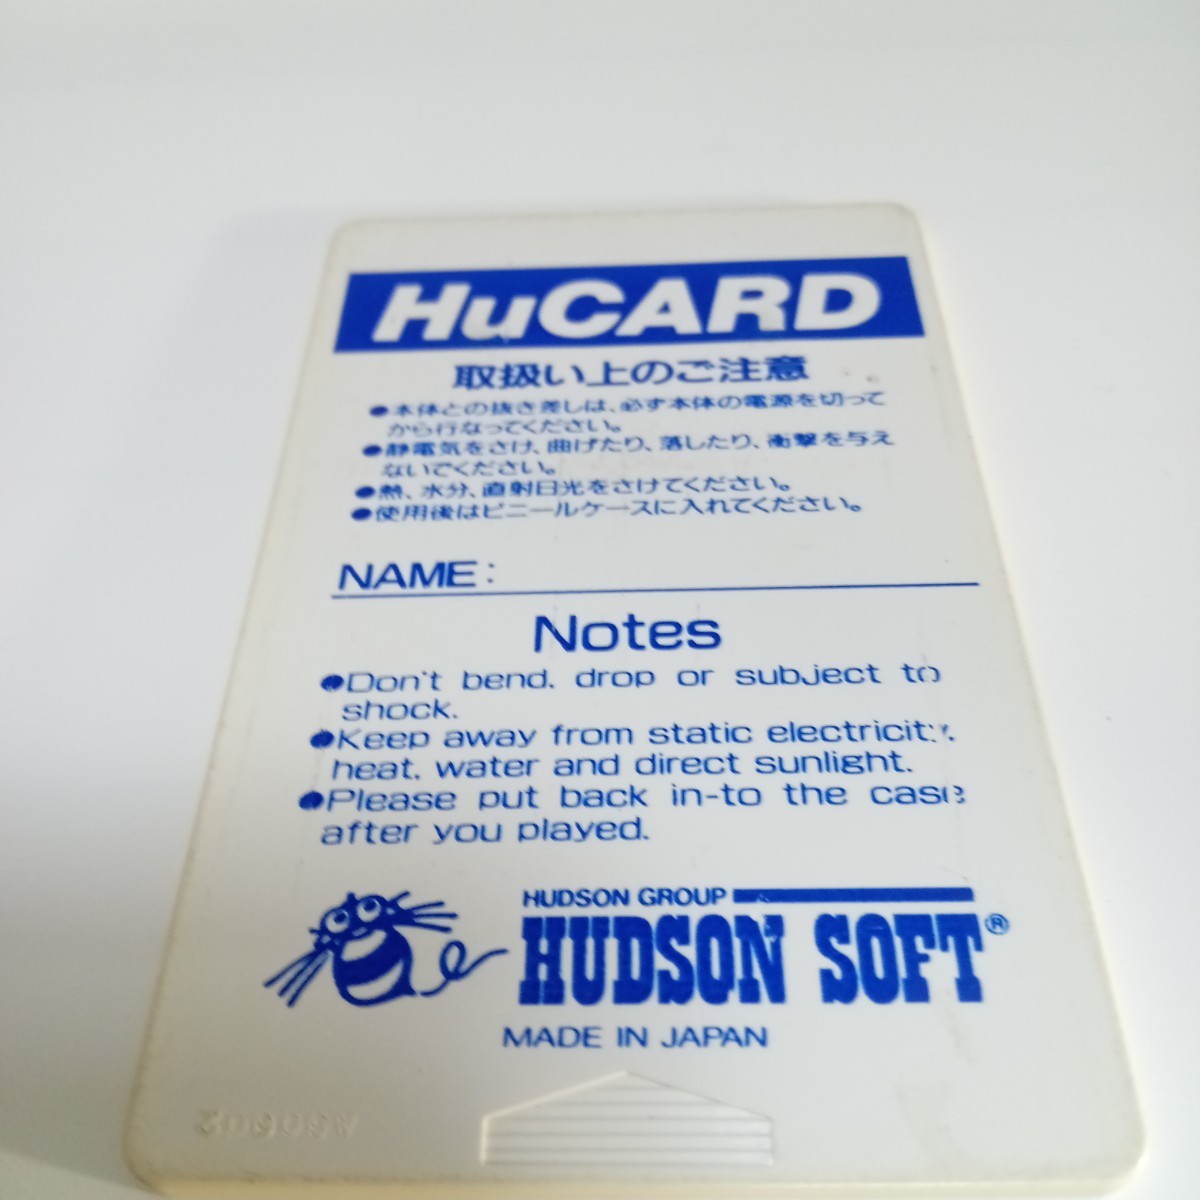 HuCARD
取扱い上のご注意
●本体との抜き差しは、必ず本体の電源を切って
から行なってください。
●静電気をさけ、曲げたり、落したり、衝撃を与え
ないでください。
●熱、水分、直射日光をさけてください。
●使用後はビニールケースに入れてください。
NAME:
Notes
●Don't bend, drop or subject to
shock.
●Keep away from static electricity,
heat, water and direct sunlight.
●Please put back in-to the case
after you played.
HUDSON GROUP
HUDSON SOFT®
MADE IN JAPAN